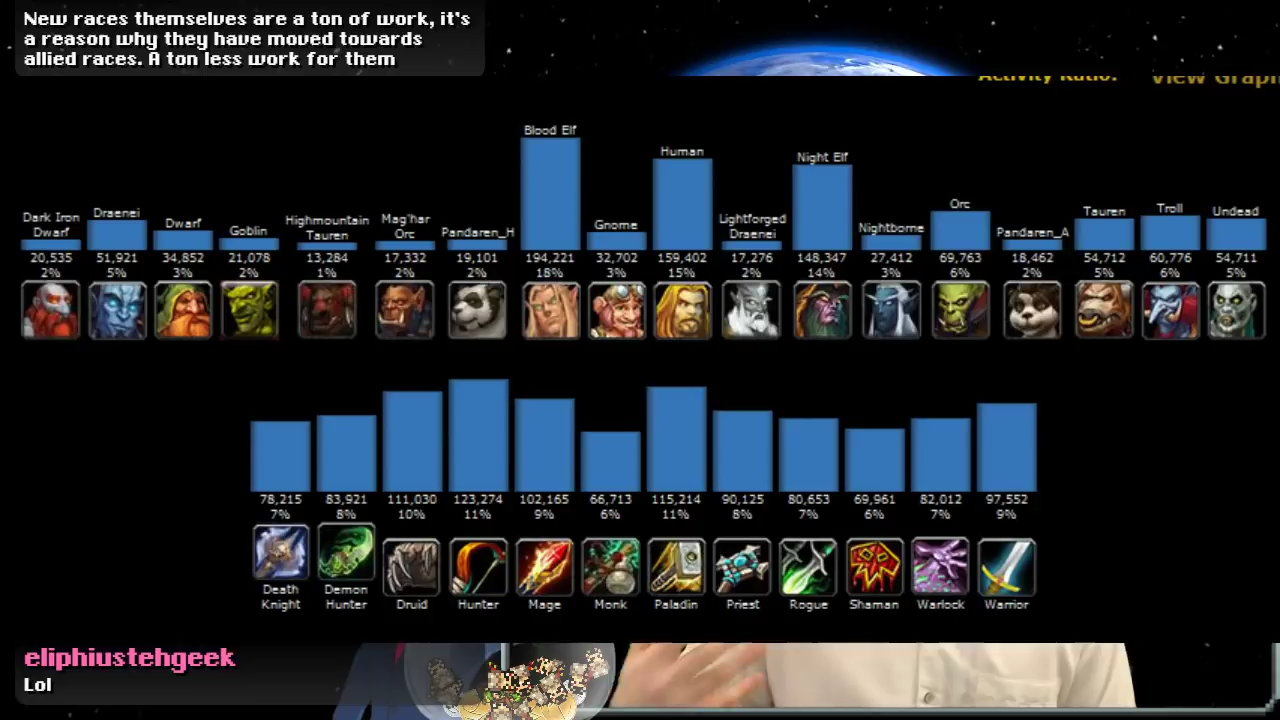 New races themselves are a ton of work, it's
a reason why they have moved towards
allied races. A ton less work for them
Activity Ratio:
View Graph
Blood Elf
Human
Night Elf
Dark Iron
Dwarf
Draenei
Dwarf
Goblin
Highmountain
Tauren
Mag'har
Orc
Pandaren_H
Gnome
Lightforged
Draenei
Nightborne
Orc
Pandaren_A
Tauren
Troll
Undead
20,535 51,921 34,852 21,078 13,284 17,332 19,101 194,221 32,702 159,402 17,276 148,347 27,412 69,763 18,462 54,712 60,776 54,711
2% 5% 3% 2% 1% 2% 2% 18% 3% 15% 2% 14% 3% 6% 2% 5% 6% 5%
78,215 83,921 111,030 123,274 102,165 66,713 115,214 90,125 80,653 69,961 82,012 97,552
7% 8% 10% 11% 9% 6% 11% 8% 7% 6% 7% 9%
Death
Knight
Demon
Hunter
Druid
Hunter
Mage
Monk
Paladin
Priest
Rogue
Shaman
Warlock
Warrior
eliphiustehgeek
Lol